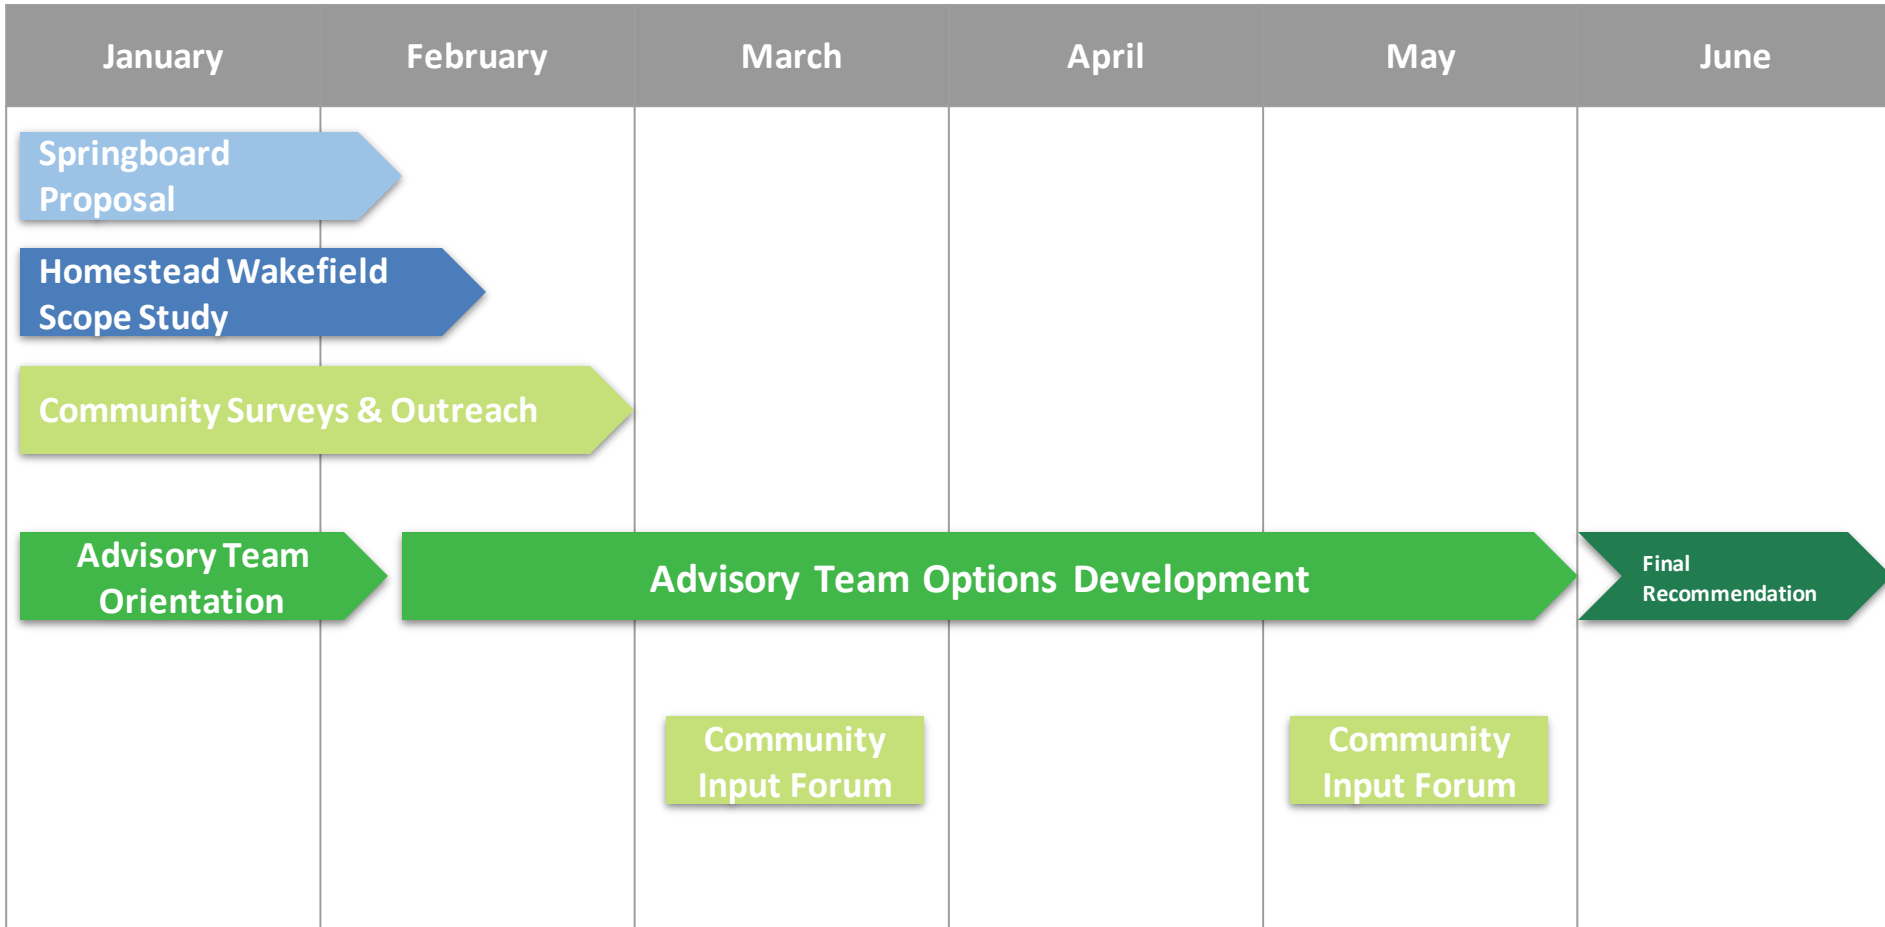 January
February
March
April
May
June
Springboard
Proposal
Homestead Wakefield
Scope Study
Community Surveys & Outreach
Advisory Team
Orientation
Advisory Team Options Development
Final
Recommendation
Community
Input Forum
Community
Input Forum